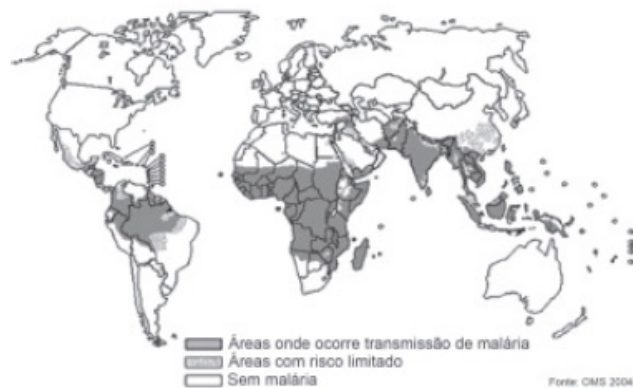 Áreas onde ocorre transmissão de malária
Áreas com risco limitado
Sem malária
Fonte: OMS 2004